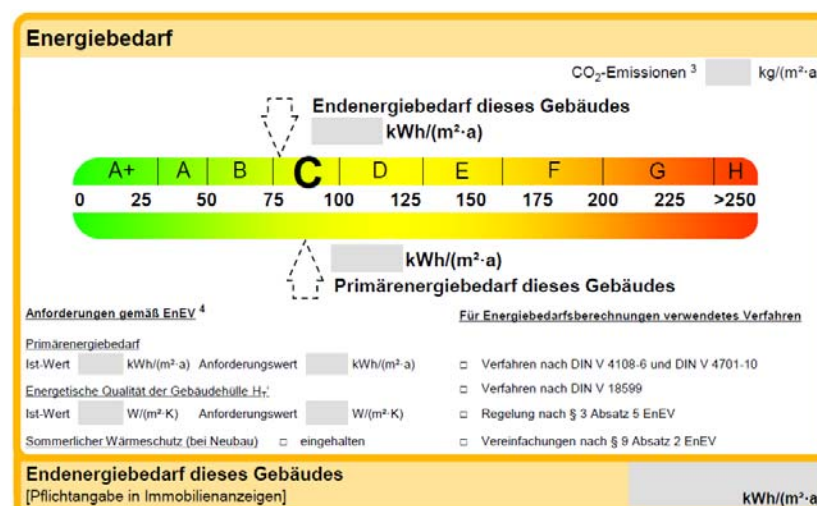 Energiebedarf
CO₂-Emissionen ³ kg/(m²·a
Endenergiebedarf dieses Gebäudes
kWh/(m²·a)
A+ A B C D E F G H
0 25 50 75 100 125 150 175 200 225 >250
kWh/(m²·a)
Primärenergiebedarf dieses Gebäudes
Anforderungen gemäß EnEV ⁴
Primärenergiebedarf
Ist-Wert kWh/(m²·a) Anforderungswert kWh/(m²·a)
Energetische Qualität der Gebäudehülle H_T'
Ist-Wert W/(m²·K) Anforderungswert W/(m²·K)
Sommerlicher Wärmeschutz (bei Neubau) □ eingehalten
Für Energiebedarfsberechnungen verwendetes Verfahren
□ Verfahren nach DIN V 4108-6 und DIN V 4701-10
□ Verfahren nach DIN V 18599
□ Regelung nach § 3 Absatz 5 EnEV
□ Vereinfachungen nach § 9 Absatz 2 EnEV
Endenergiebedarf dieses Gebäudes
[Pflichtangabe in Immobilienanzeigen]
kWh/(m²·a